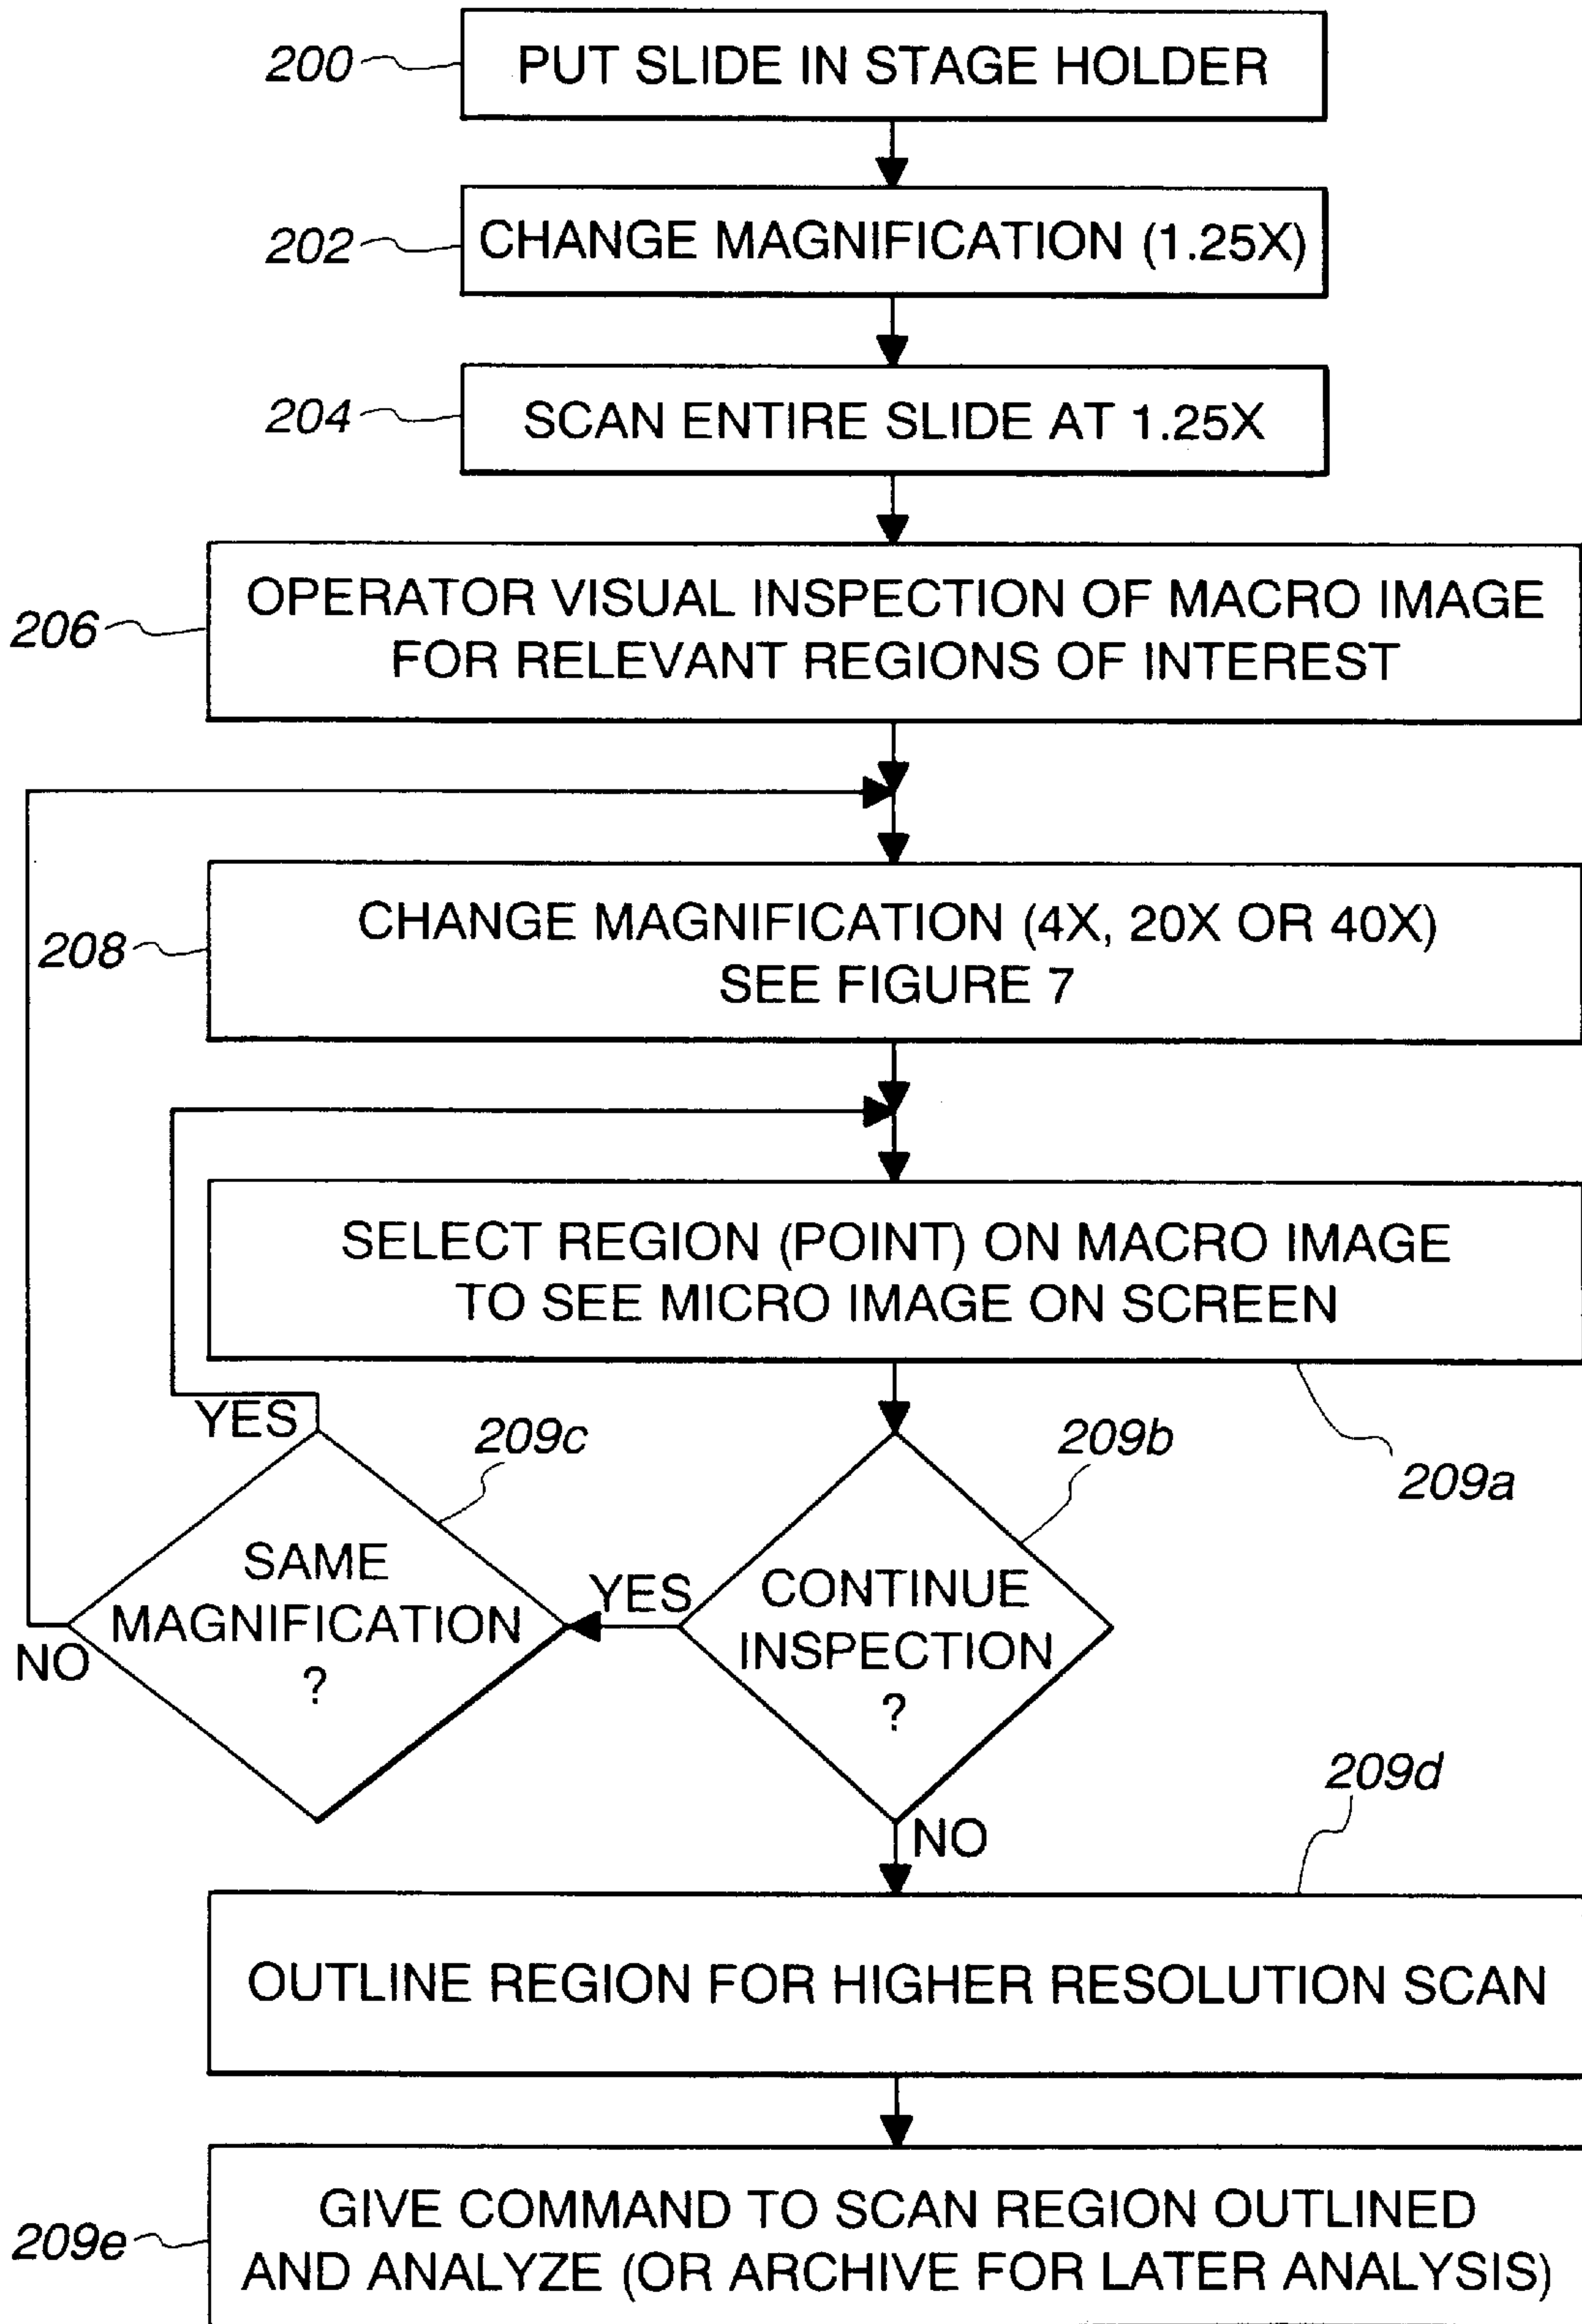 200
PUT SLIDE IN STAGE HOLDER
202
CHANGE MAGNIFICATION (1.25X)
204
SCAN ENTIRE SLIDE AT 1.25X
206
OPERATOR VISUAL INSPECTION OF MACRO IMAGE
FOR RELEVANT REGIONS OF INTEREST
208
CHANGE MAGNIFICATION (4X, 20X OR 40X)
SEE FIGURE 7
SELECT REGION (POINT) ON MACRO IMAGE
TO SEE MICRO IMAGE ON SCREEN
209a
YES
209c
SAME
MAGNIFICATION
?
NO
YES
209b
CONTINUE
INSPECTION
?
NO
209d
OUTLINE REGION FOR HIGHER RESOLUTION SCAN
209e
GIVE COMMAND TO SCAN REGION OUTLINED
AND ANALYZE (OR ARCHIVE FOR LATER ANALYSIS)